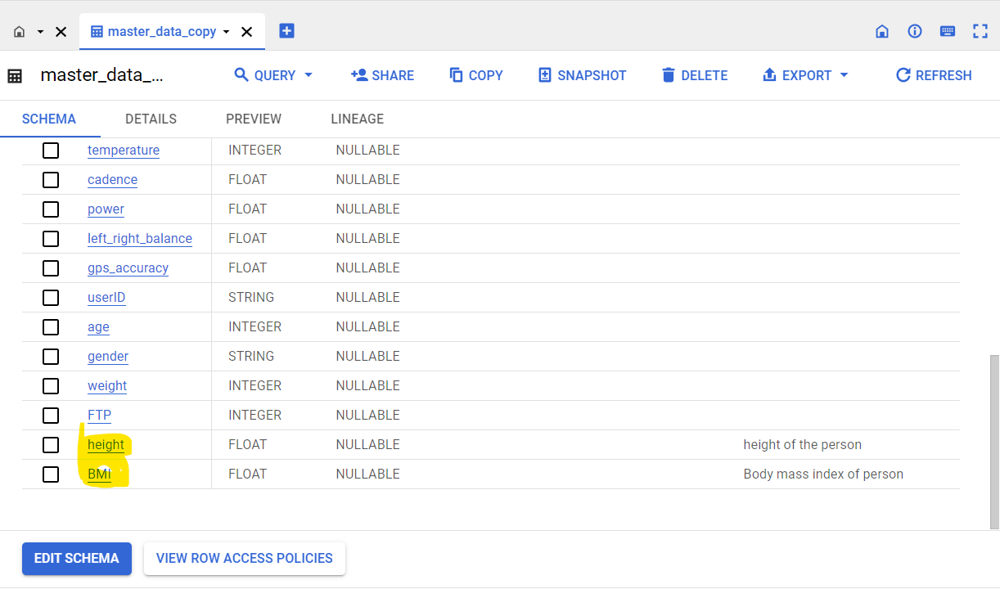 master_data_copy
master_data_... QUERY SHARE COPY SNAPSHOT DELETE EXPORT REFRESH
SCHEMA DETAILS PREVIEW LINEAGE
temperature INTEGER NULLABLE
cadence FLOAT NULLABLE
power FLOAT NULLABLE
left_right_balance FLOAT NULLABLE
gps_accuracy FLOAT NULLABLE
userID STRING NULLABLE
age INTEGER NULLABLE
gender STRING NULLABLE
weight INTEGER NULLABLE
FTP INTEGER NULLABLE
height FLOAT NULLABLE height of the person
BMI FLOAT NULLABLE Body mass index of person
EDIT SCHEMA VIEW ROW ACCESS POLICIES